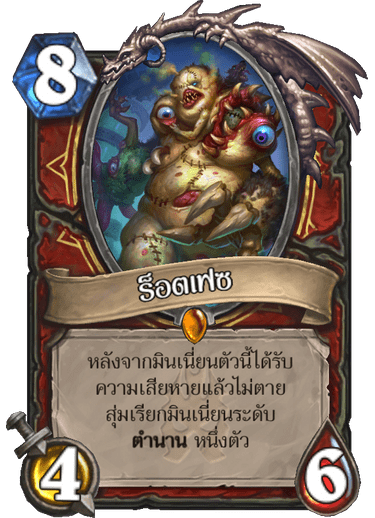 8
ร็อตเฟซ
หลังจากมินเนี่ยนตัวนี้ได้รับ
ความเสียหายแล้วไม่ตาย
สุ่มเรียกมินเนี่ยนระดับ
ตำนาน หนึ่งตัว
4
6